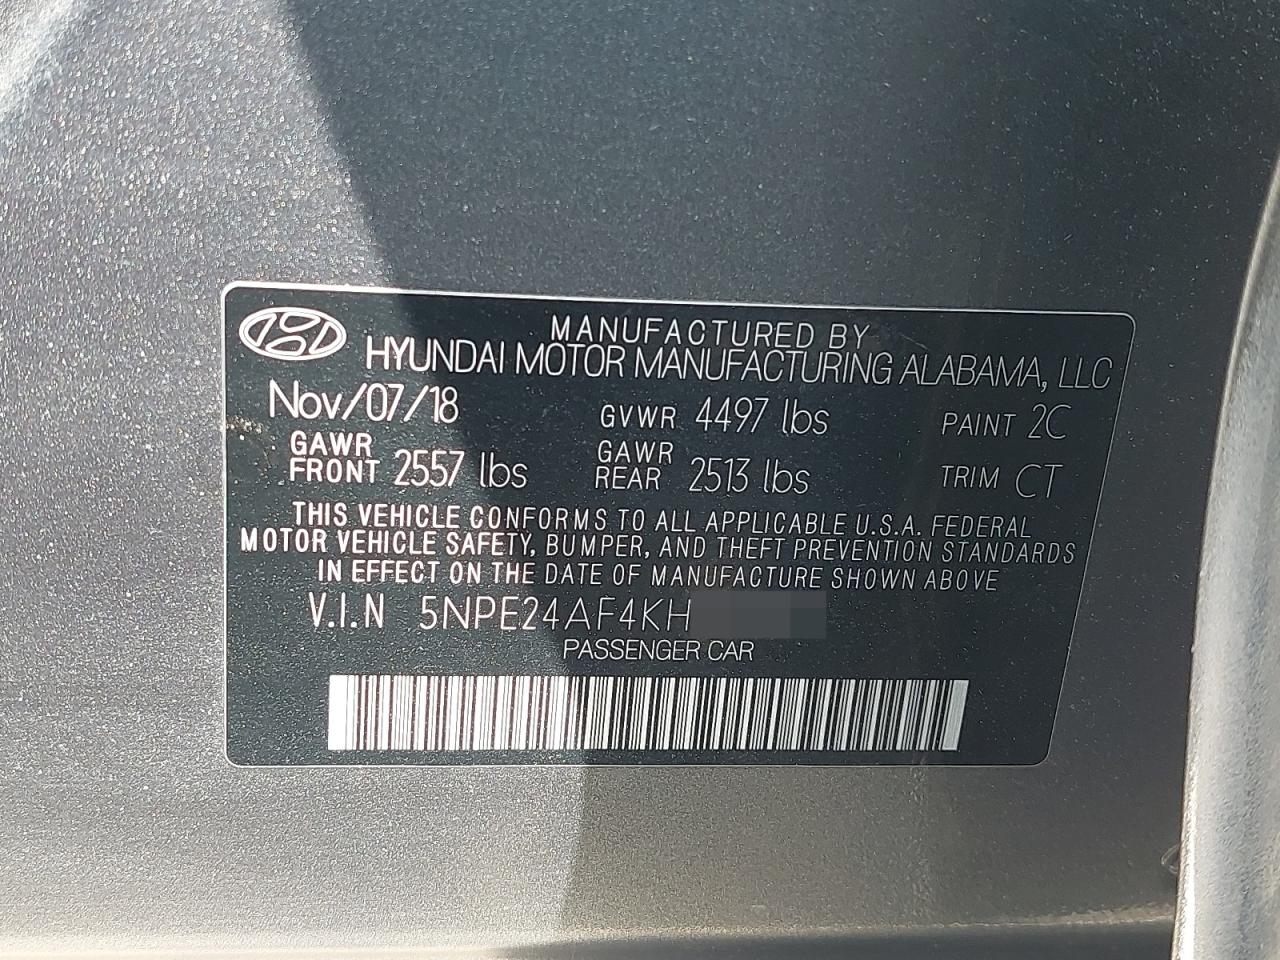 MANUFACTURED BY
HYUNDAI MOTOR MANUFACTURING ALABAMA, LLC
Nov/07/18 GVWR 4497 lbs PAINT 2C
GAWR FRONT 2557 lbs GAWR REAR 2513 lbs TRIM CT
THIS VEHICLE CONFORMS TO ALL APPLICABLE U.S.A. FEDERAL
MOTOR VEHICLE SAFETY, BUMPER, AND THEFT PREVENTION STANDARDS
IN EFFECT ON THE DATE OF MANUFACTURE SHOWN ABOVE
V.I.N 5NPE24AF4KH
PASSENGER CAR